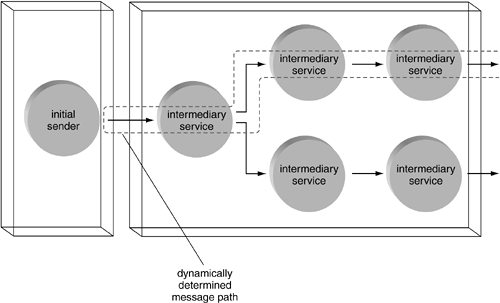 intermediary
service
intermediary
service
initial
sender
intermediary
service
intermediary
service
intermediary
service
dynamically
determined
message path